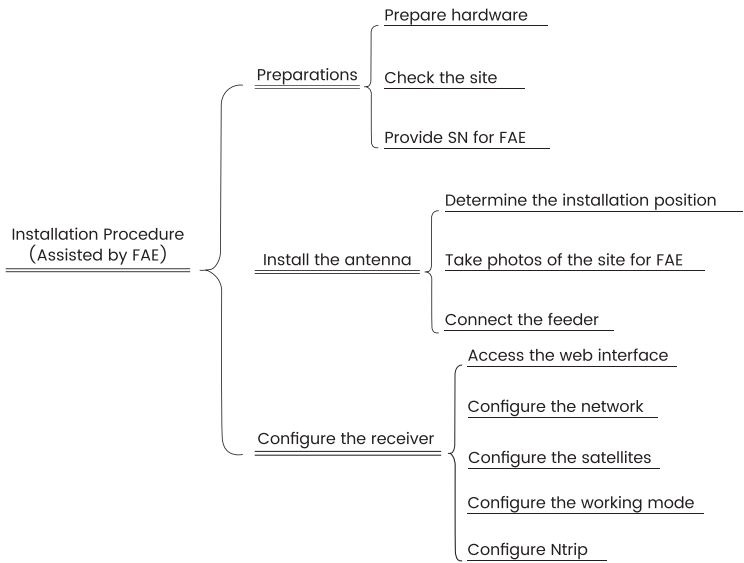 Installation Procedure
(Assisted by FAE)
Preparations
Prepare hardware
Check the site
Provide SN for FAE
Install the antenna
Determine the installation position
Take photos of the site for FAE
Connect the feeder
Configure the receiver
Access the web interface
Configure the network
Configure the satellites
Configure the working mode
Configure Ntrip